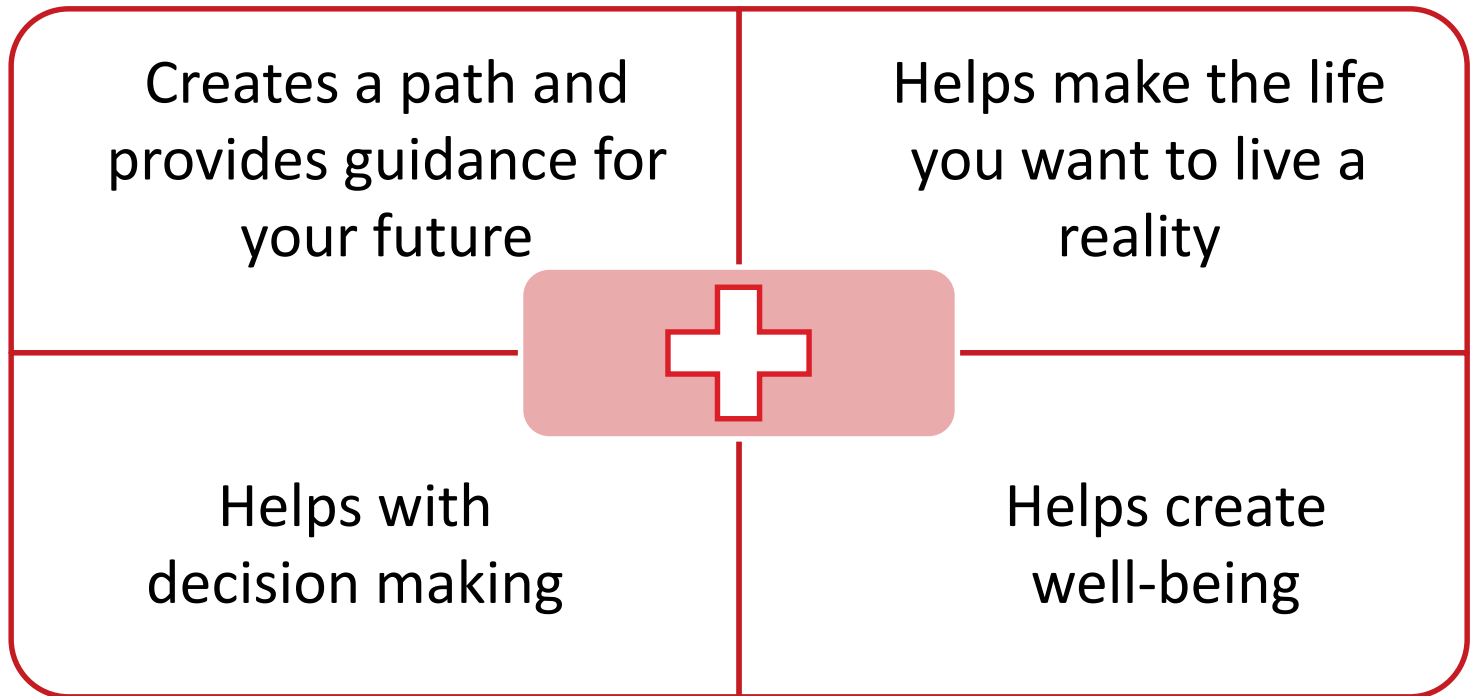 Creates a path and
provides guidance for
your future
Helps make the life
you want to live a
reality
Helps with
decision making
Helps create
well-being